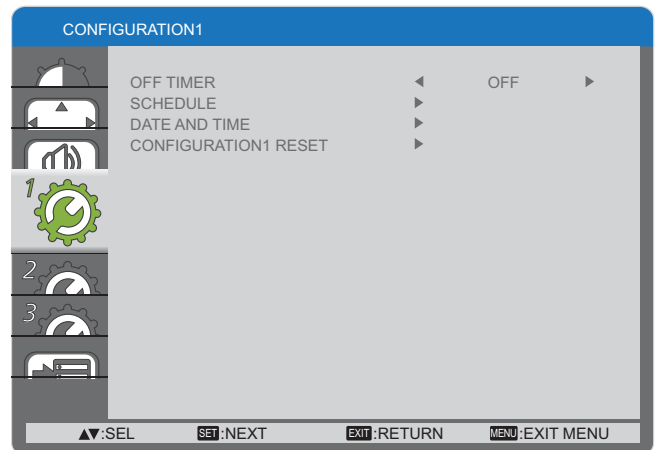 CONFIGURATION1
OFF TIMER ◀ OFF ▶
SCHEDULE ▶
DATE AND TIME ▶
CONFIGURATION1 RESET ▶
1
2
3
▲▼:SEL SET:NEXT EXIT:RETURN MENU:EXIT MENU